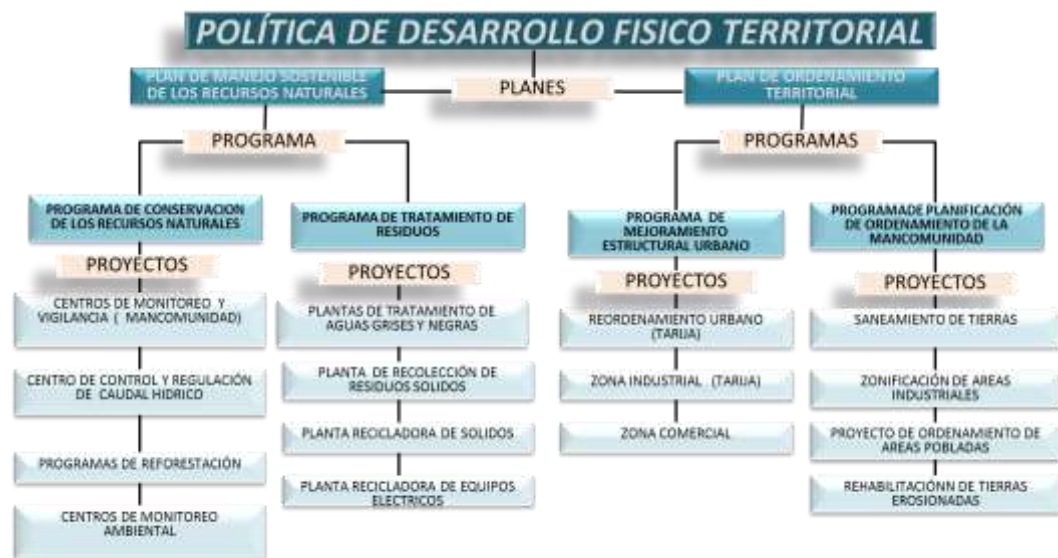 POLÍTICA DE DESARROLLO FISICO TERRITORIAL
PLAN DE MANEJO SOSTENIBLE
DE LOS RECURSOS NATURALES
PLANES
PLAN DE ORDENAMIENTO
TERRITORIAL
PROGRAMA
PROGRAMAS
PROGRAMA DE CONSERVACION
DE LOS RECURSOS NATURALES
PROGRAMA DE TRATAMIENTO DE
RESIDUOS
PROGRAMA DE
MEJORAMIENTO
ESTRUCTURAL URBANO
PROGRAMADE PLANIFICACIÓN
DE ORDENAMIENTO DE LA
MANCOMUNIDAD
PROYECTOS
PROYECTOS
PROYECTOS
PROYECTOS
CENTROS DE MONITOREO Y
VIGILANCIA ( MANCOMUNIDAD)
CENTRO DE CONTROL Y REGULACIÓN
DE CAUDAL HIDRICO
PROGRAMAS DE REFORESTACIÓN
CENTROS DE MONITOREO
AMBIENTAL
PLANTAS DE TRATAMIENTO DE
AGUAS GRISES Y NEGRAS
PLANTA DE RECOLECCIÓN DE
RESIDUOS SOLIDOS
PLANTA RECICLADORA DE SOLIDOS
PLANTA RECICLADORA DE EQUIPOS
ELECTRICOS
REORDENAMIENTO URBANO
(TARIJA)
ZONA INDUSTRIAL (TARIJA)
ZONA COMERCIAL
SANEAMIENTO DE TIERRAS
ZONIFICACIÓN DE AREAS
INDUSTRIALES
PROYECTO DE ORDENAMIENTO DE
AREAS POBLADAS
REHABILITACIÓNN DE TIERRAS
EROSIONADAS